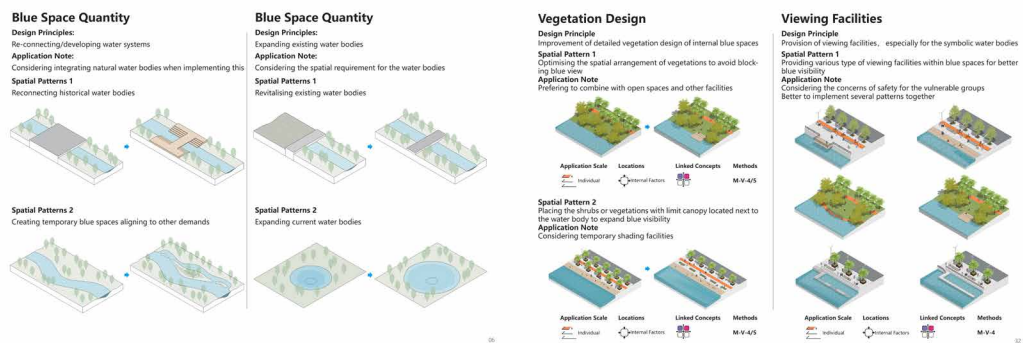 Blue Space Quantity
Design Principles:
Re-connecting/developing water systems
Application Note:
Considering integrating natural water bodies when implementing this
Spatial Patterns 1
Reconnecting historical water bodies
Spatial Patterns 2
Creating temporary blue spaces aligning to other demands
Blue Space Quantity
Design Principles:
Expanding existing water bodies
Application Note:
Considering the spatial requirement for the water bodies
Spatial Patterns 1
Revitalising existing water bodies
Spatial Patterns 2
Expanding current water bodies
06
Vegetation Design
Design Principle
Improvement of detailed vegetation design of internal blue spaces
Spatial Pattern 1
Optimising the spatial arrangement of vegetations to avoid block-
ing blue view
Application Note
Prefering to combine with open spaces and other facilities
Application Scale Locations Linked Concepts Methods
Individual Internal Factors M-V-4/5
Spatial Pattern 2
Placing the shrubs or vegetations with limit canopy located next to
the water body to expand blue visibility
Application Note
Considering temporary shading facilities
Application Scale Locations Linked Concepts Methods
Individual Internal Factors M-V-4/5
Viewing Facilities
Design Principle
Provision of viewing facilities, especially for the symbolic water bodies
Spatial Pattern 1
Providing various type of viewing facilities within blue spaces for better
blue visibility
Application Note
Considering the concerns of safety for the vulnerable groups
Better to implement several patterns together
Application Scale Locations Linked Concepts Methods
Individual Internal Factors M-V-4